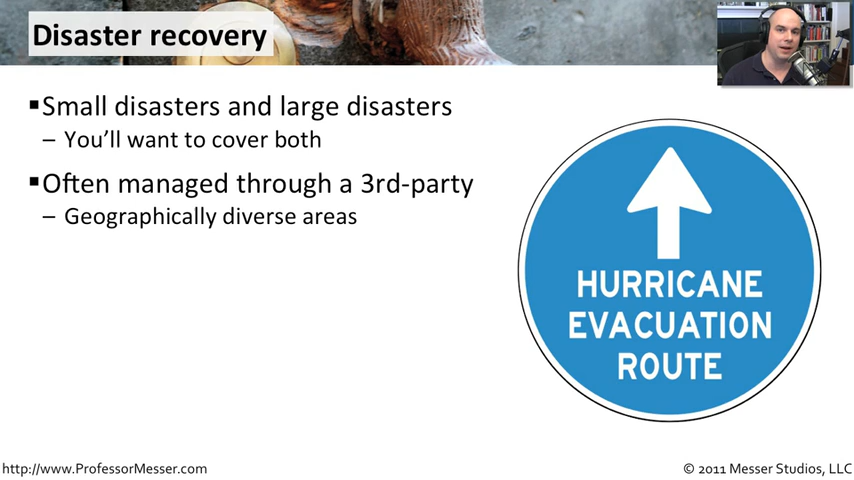 Disaster recovery
▪Small disasters and large disasters
– You'll want to cover both
▪Often managed through a 3rd-party
– Geographically diverse areas
HURRICANE
EVACUATION
ROUTE
http://www.ProfessorMesser.com
© 2011 Messer Studios, LLC